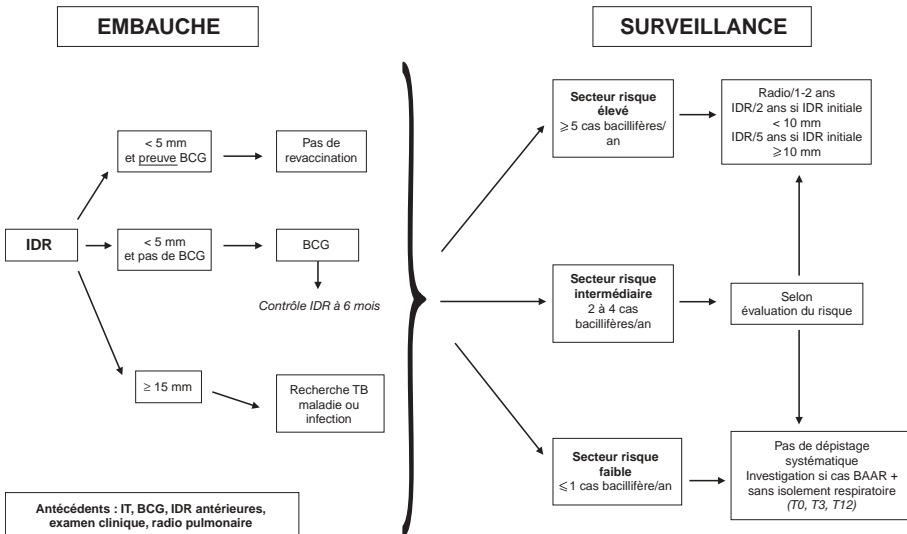 EMBAUCHE
SURVEILLANCE
IDR
< 5 mm
et preuve BCG
Pas de
revaccination
< 5 mm
et pas de BCG
BCG
Contrôle IDR à 6 mois
≥ 15 mm
Recherche TB
maladie ou
infection
Antécédents : IT, BCG, IDR antérieures,
examen clinique, radio pulmonaire
Secteur risque
élevé
≥ 5 cas bacillifères/
an
Radio/1-2 ans
IDR/2 ans si IDR initiale
< 10 mm
IDR/5 ans si IDR initiale
≥ 10 mm
Secteur risque
intermédiaire
2 à 4 cas
bacillifères/an
Selon
évaluation du risque
Secteur risque
faible
≤ 1 cas bacillifère/an
Pas de dépistage
systématique
Investigation si cas BAAR +
sans isolement respiratoire
(T0, T3, T12)